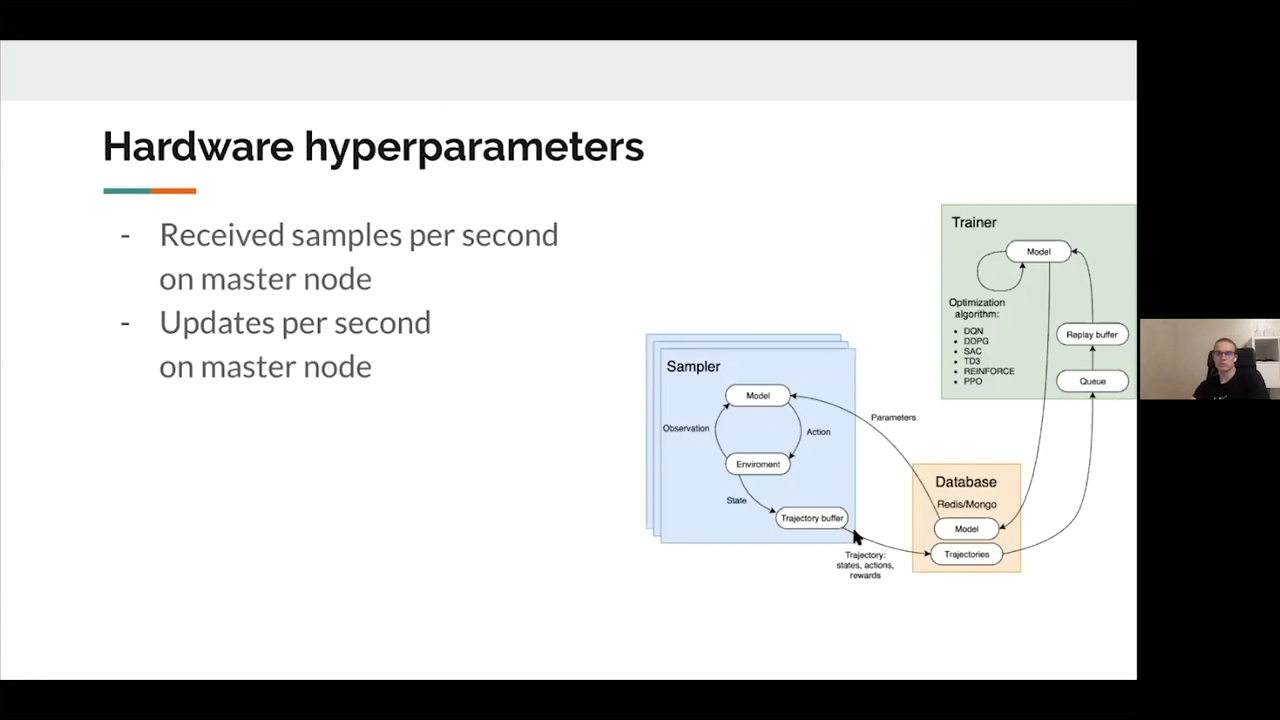 Hardware hyperparameters
- Received samples per second
on master node
- Updates per second
on master node
Trainer
Model
Optimization
algorithm:
• DQN
• DDPG
• SAC
• TD3
• REINFORCE
• PPO
Replay buffer
Queue
Sampler
Model
Observation
Action
Enviroment
State
Trajectory buffer
Parameters
Trajectory:
states, actions,
rewards
Database
Redis/Mongo
Model
Trajectories